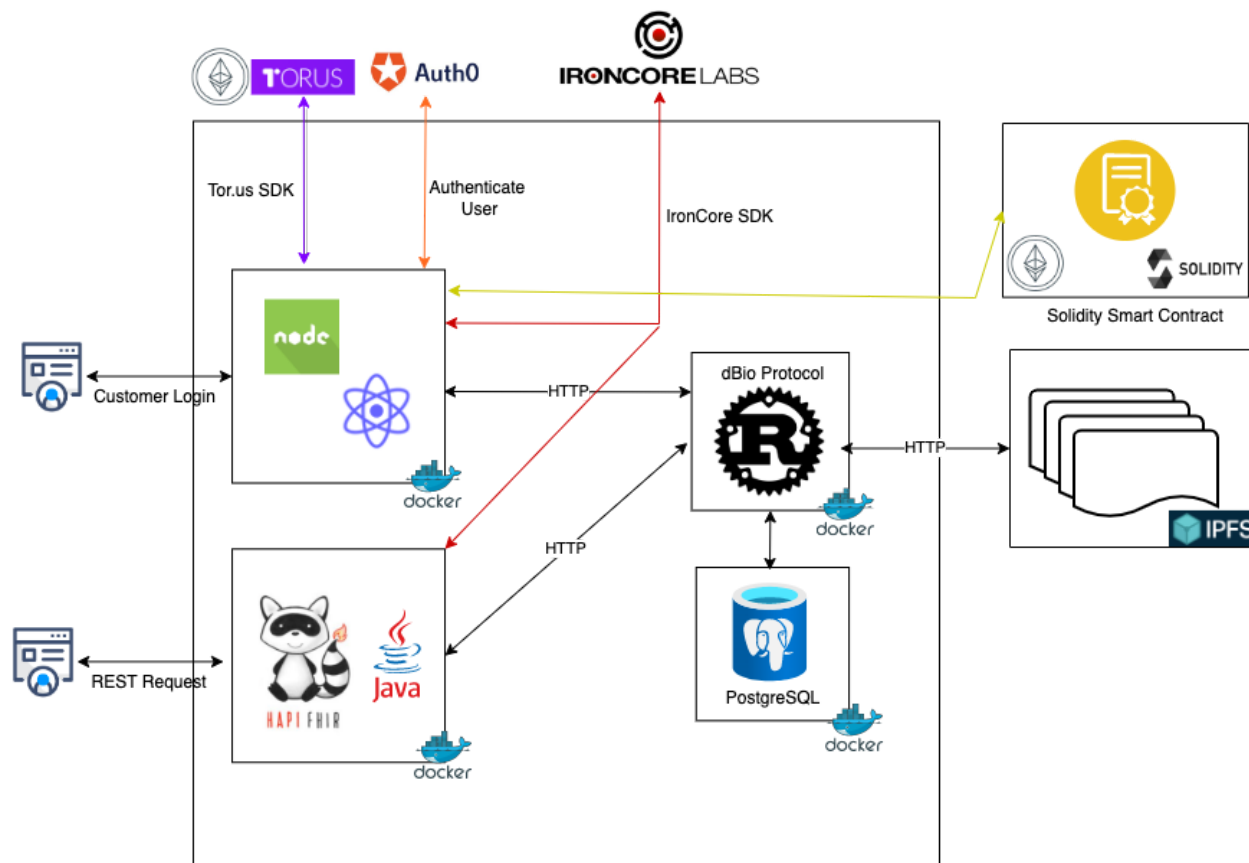 TORUS
Auth0
IRONCORE LABS
Tor.us SDK
Authenticate
User
IronCore SDK
SOLIDITY
Solidity Smart Contract
node
Customer Login
HTTP
dBio Protocol
R
HTTP
docker
docker
IPFS
HTTP
REST Request
Java
HAPI FHIR
PostgreSQL
docker
docker